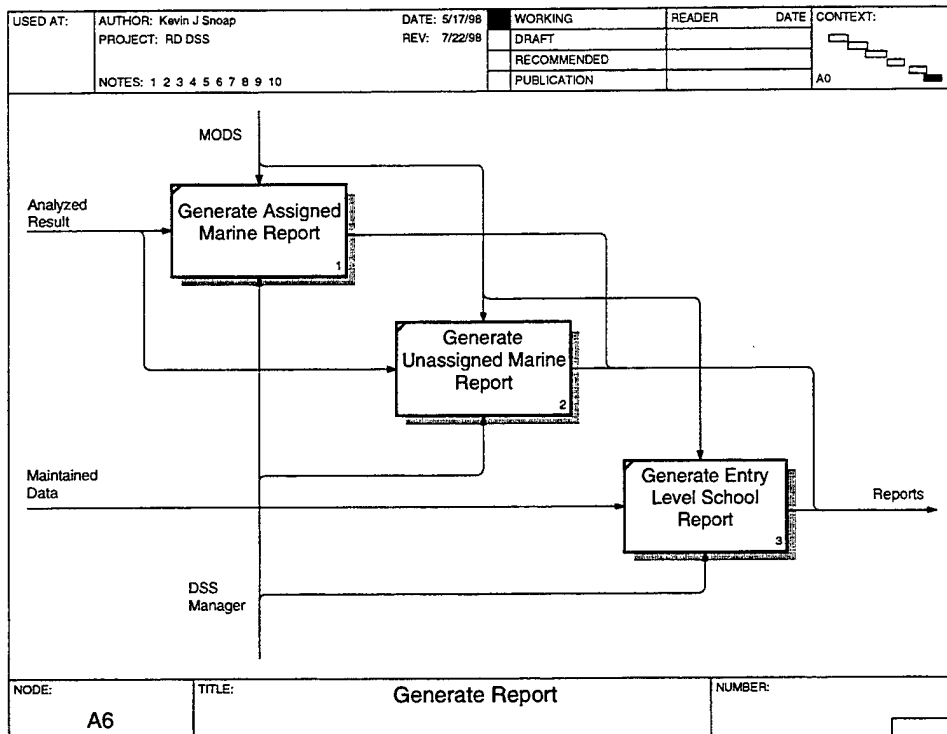 USED AT:
AUTHOR: Kevin J Snoap
DATE: 5/17/98
PROJECT: RD DSS
REV: 7/22/98
NOTES: 1 2 3 4 5 6 7 8 9 10
WORKING
DRAFT
RECOMMENDED
PUBLICATION
READER
DATE
CONTEXT:
A0
MODS
Analyzed
Result
Generate Assigned
Marine Report
1
Generate
Unassigned Marine
Report
2
Maintained
Data
Generate Entry
Level School
Report
3
Reports
DSS
Manager
NODE:
A6
TITLE:
Generate Report
NUMBER: